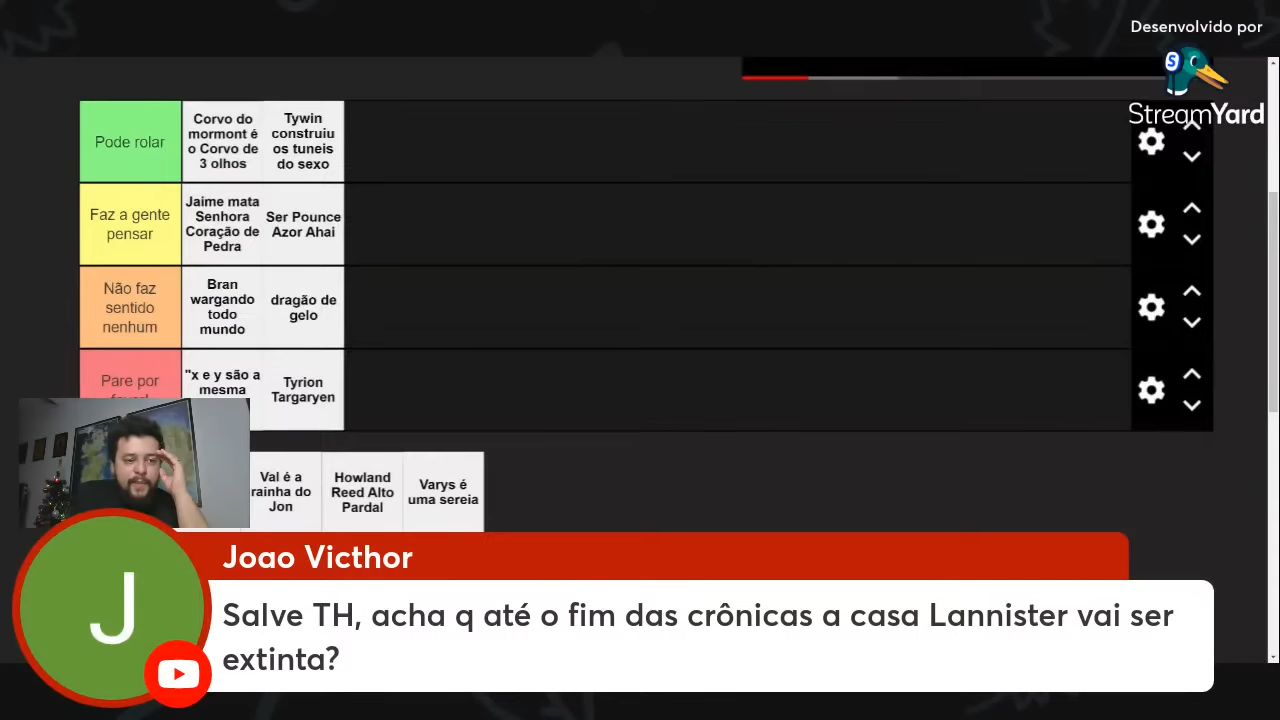 Desenvolvido por
StreamYard
Pode rolar
Corvo do
mormont é
o Corvo de
3 olhos
Tywin
construiu
os tuneis
do sexo
Faz a gente
pensar
Jaime mata
Senhora
Coração de
Pedra
Ser Pounce
Azor Ahai
Não faz
sentido
nenhum
Bran
wargando
todo
mundo
dragão de
gelo
Pare por
"x e y são a
mesma
Tyrion
Targaryen
Val é a
rainha do
Jon
Howland
Reed Alto
Pardal
Varys é
uma sereia
J
Joao Victhor
Salve TH, acha q até o fim das crônicas a casa Lannister vai ser
extinta?